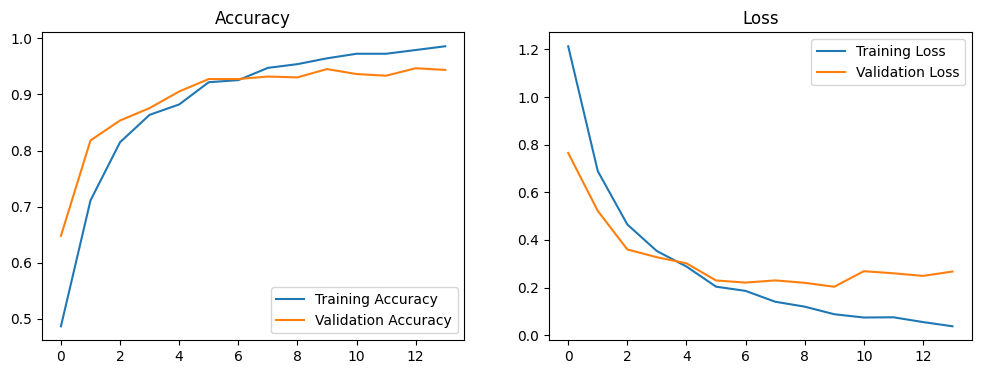 Accuracy
1.0
0.9
0.8
0.7
0.6
0.5
0 2 4 6 8 10 12
Training Accuracy
Validation Accuracy
Loss
1.2
1.0
0.8
0.6
0.4
0.2
0.0
0 2 4 6 8 10 12
Training Loss
Validation Loss